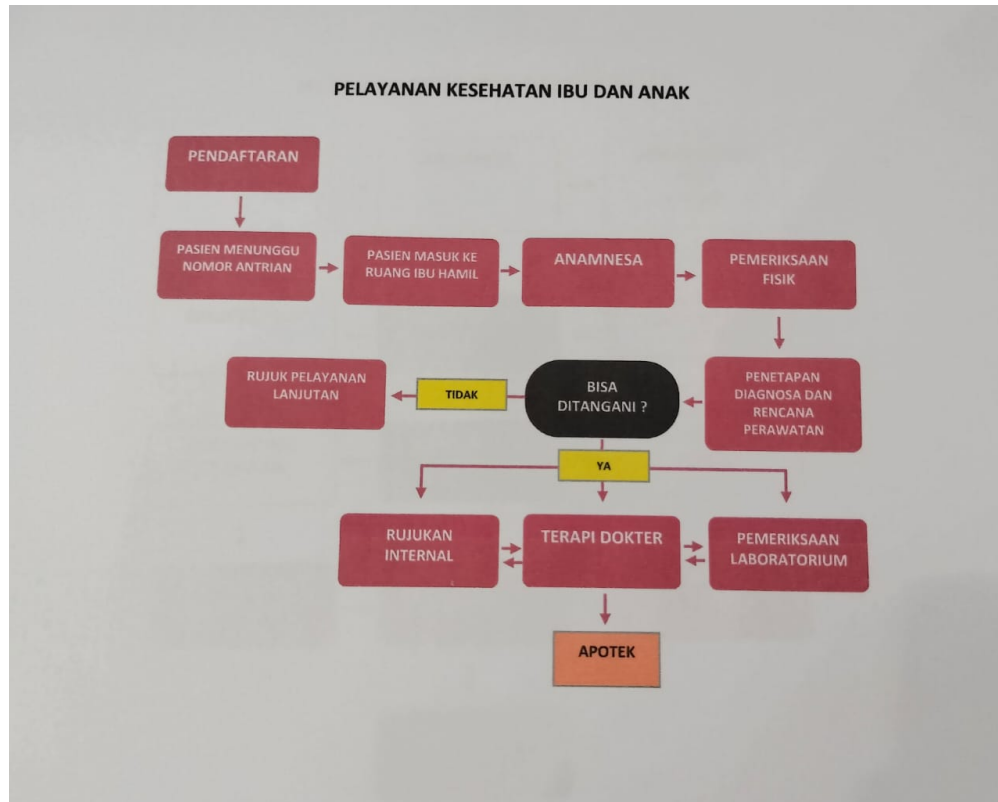 PELAYANAN KESEHATAN IBU DAN ANAK
PENDAFTARAN
PASIEN MENUNGGU
NOMOR ANTRIAN
PASIEN MASUK KE
RUANG IBU HAMIL
ANAMNESA
PEMERIKSAAN
FISIK
PENETAPAN
DIAGNOSA DAN
RENCANA
PERAWATAN
BISA
DITANGANI ?
TIDAK
RUJUK PELAYANAN
LANJUTAN
YA
RUJUKAN
INTERNAL
TERAPI DOKTER
PEMERIKSAAN
LABORATORIUM
APOTEK